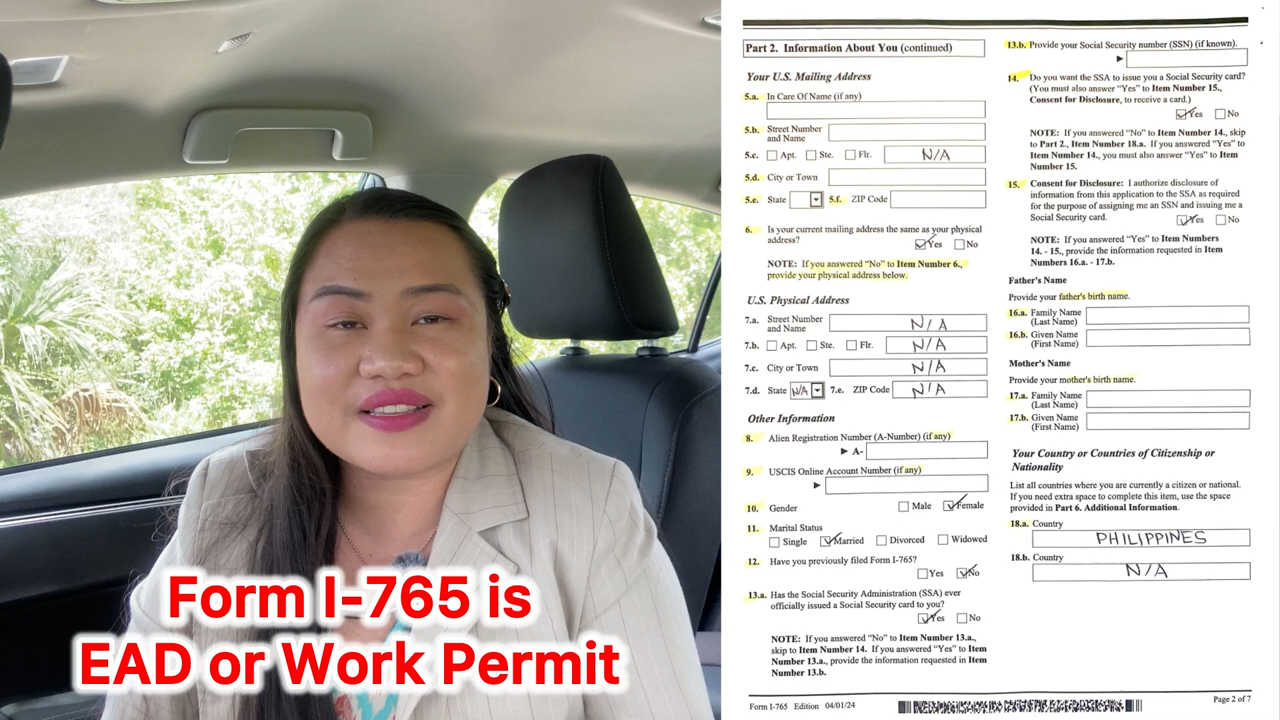 Form I-765 is
EAD or Work Permit
Part 2. Information About You (continued)
Your U.S. Mailing Address
5.a. In Care Of Name (if any)
5.b. Street Number
and Name
5.c. Apt. Ste. Flr. N/A
5.d. City or Town
5.e. State 5.f. ZIP Code
6. Is your current mailing address the same as your physical
address? Yes No
NOTE: If you answered "No" to Item Number 6.,
provide your physical address below.
U.S. Physical Address
7.a. Street Number
and Name N/A
7.b. Apt. Ste. Flr. N/A
7.c. City or Town N/A
7.d. State N/A 7.e. ZIP Code N/A
Other Information
8. Alien Registration Number (A-Number) (if any)
► A-
9. USCIS Online Account Number (if any)
►
10. Gender Male Female
11. Marital Status
Single Married Divorced Widowed
12. Have you previously filed Form I-765?
Yes No
13.a. Has the Social Security Administration (SSA) ever
officially issued a Social Security card to you?
Yes No
NOTE: If you answered "No" to Item Number 13.a.,
skip to Item Number 14. If you answered "Yes" to Item
Number 13.a., provide the information requested in Item
Number 13.b.
13.b. Provide your Social Security number (SSN) (if known).
►
14. Do you want the SSA to issue you a Social Security card?
(You must also answer "Yes" to Item Number 15.,
Consent for Disclosure, to receive a card.)
Yes No
NOTE: If you answered "No" to Item Number 14., skip
to Part 2., Item Number 18.a. If you answered "Yes" to
Item Number 14., you must also answer "Yes" to Item
Number 15.
15. Consent for Disclosure: I authorize disclosure of
information from this application to the SSA as required
for the purpose of assigning me an SSN and issuing me a
Social Security card. Yes No
NOTE: If you answered "Yes" to Item Numbers
14. - 15., provide the information requested in Item
Numbers 16.a. - 17.b.
Father's Name
Provide your father's birth name.
16.a. Family Name
(Last Name)
16.b. Given Name
(First Name)
Mother's Name
Provide your mother's birth name.
17.a. Family Name
(Last Name)
17.b. Given Name
(First Name)
Your Country or Countries of Citizenship or
Nationality
List all countries where you are currently a citizen or national.
If you need extra space to complete this item, use the space
provided in Part 6. Additional Information.
18.a. Country
PHILIPPINES
18.b. Country
N/A
Form I-765 Edition 04/01/24
Page 2 of 7